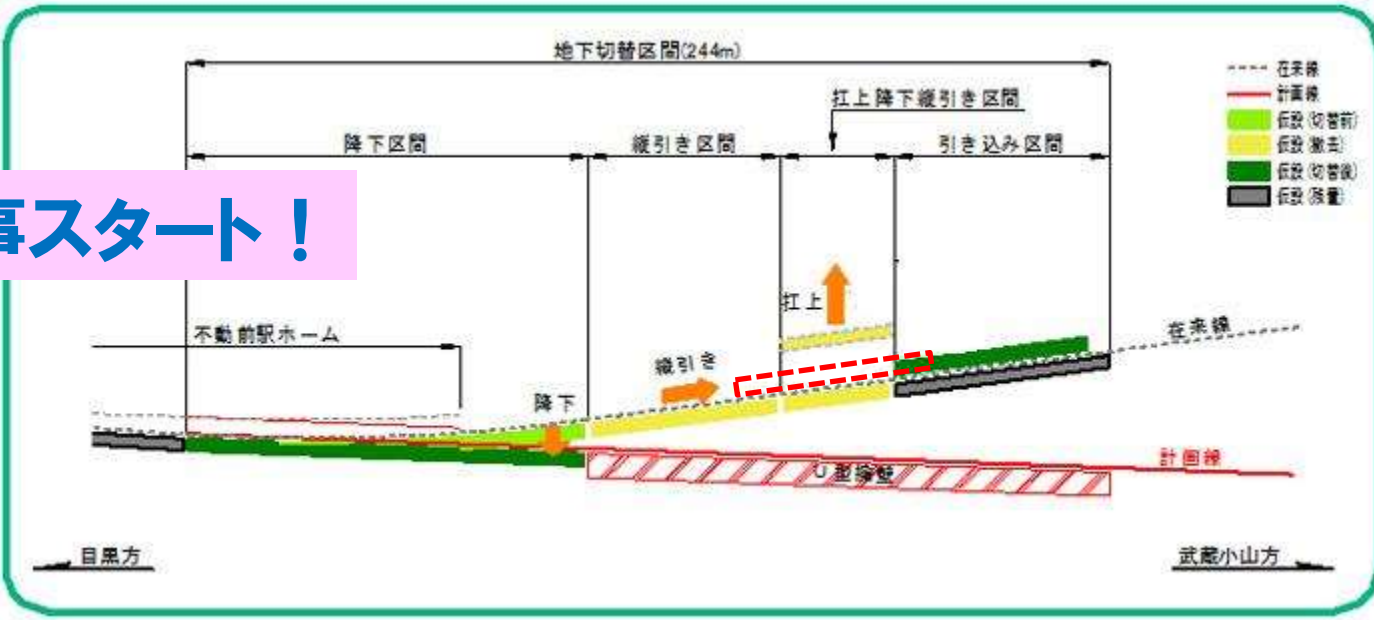 地下切替区間(244m)
扛上降下縦引き区間
降下区間
縦引き区間
引き込み区間
在来線
計画線
仮設(切替前)
仮設(撤去)
仮設(切替後)
仮設(残置)
事スタート！
扛上
不動前駅ホーム
縦引き
在来線
降下
計画線
U型擁壁
目黒方
武蔵小山方